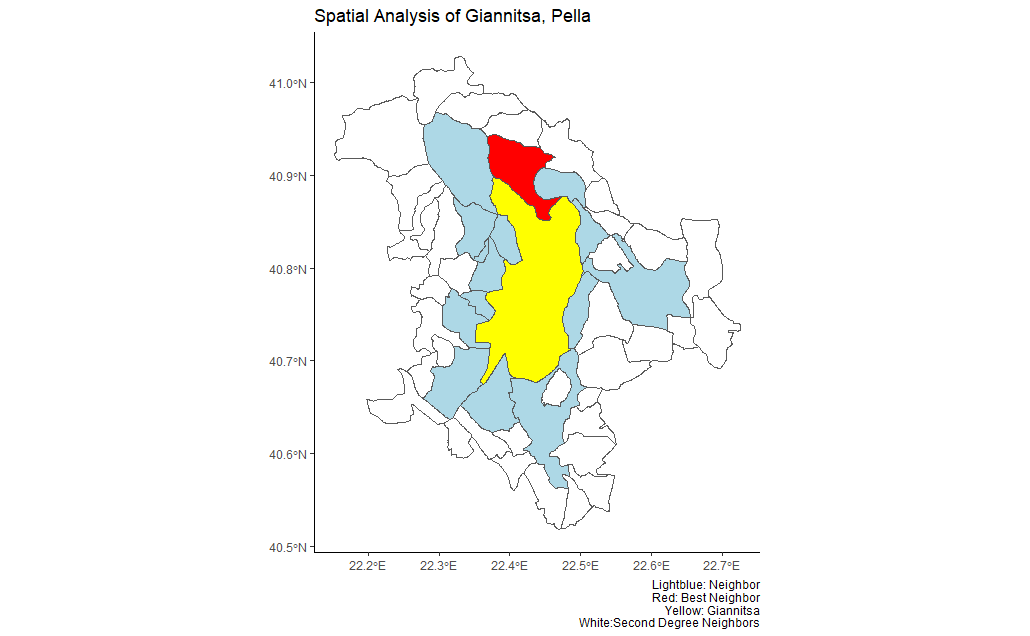 Spatial Analysis of Giannitsa, Pella
41.0°N
40.9°N
40.8°N
40.7°N
40.6°N
40.5°N
22.2°E 22.3°E 22.4°E 22.5°E 22.6°E 22.7°E
Lightblue: Neighbor
Red: Best Neighbor
Yellow: Giannitsa
White:Second Degree Neighbors